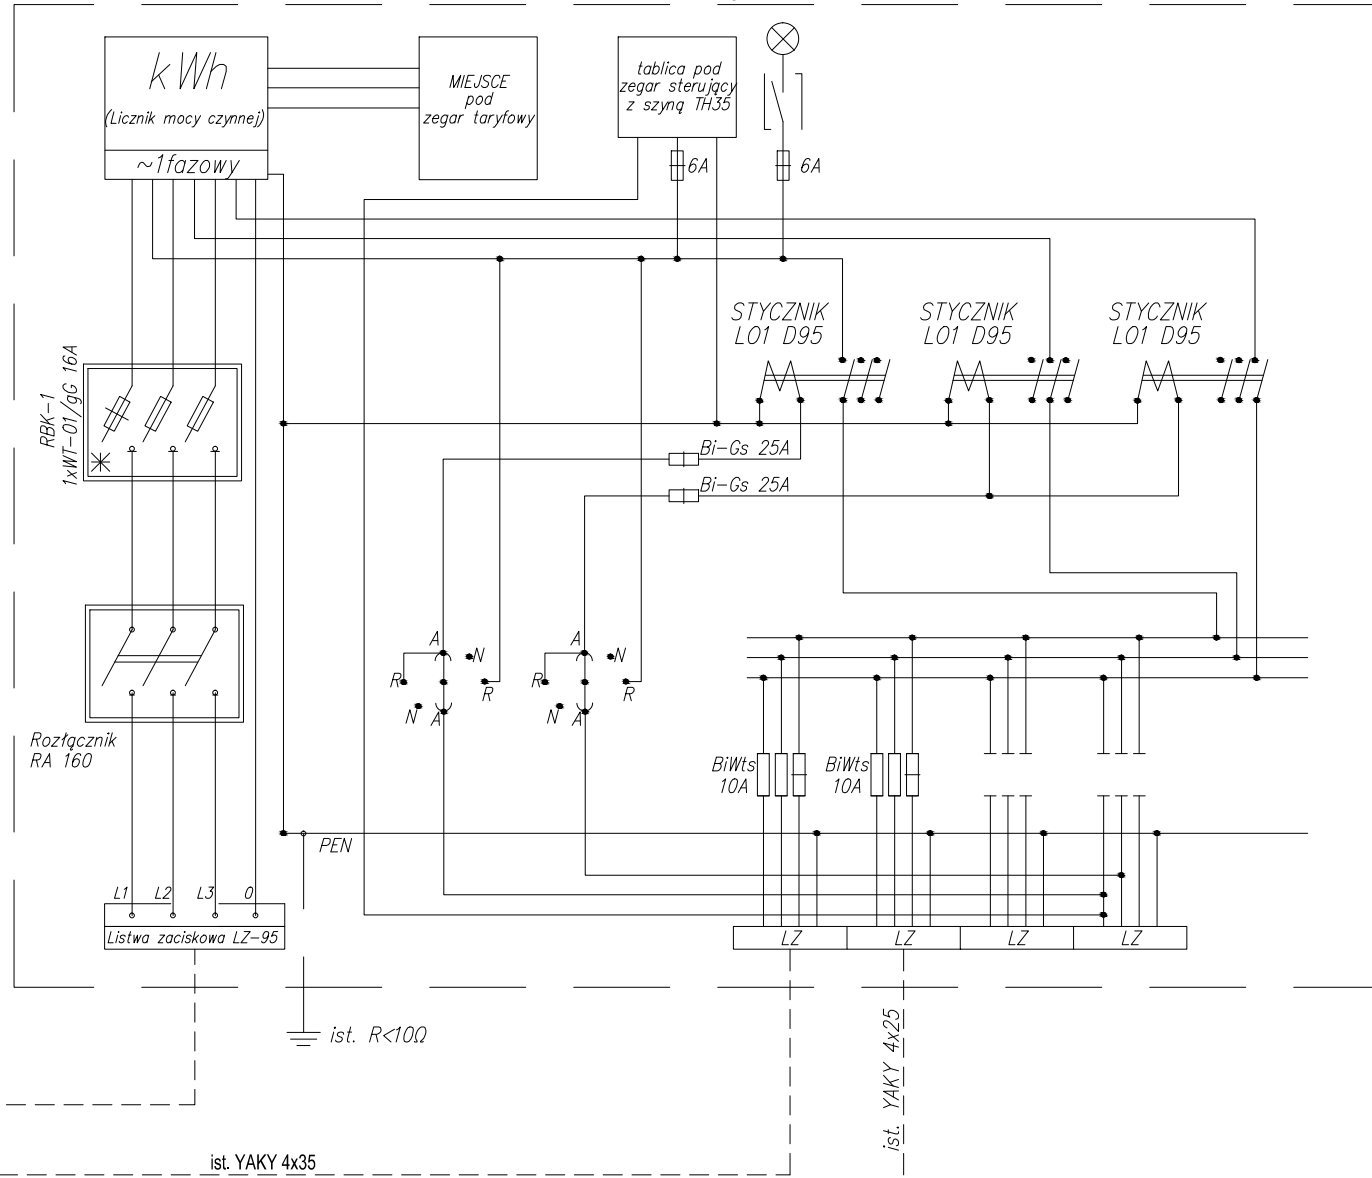 kWh
(Licznik mocy czynnej)
~1fazowy
MIEJSCE
pod
zegar taryfowy
tablica pod
zegar sterujący
z szyną TH35
6A
6A
STYCZNIK
LO1 D95
STYCZNIK
LO1 D95
STYCZNIK
LO1 D95
RBK-1
1xWT-01/gG 16A
Bi-Gs 25A
Bi-Gs 25A
A
N
R
R
N
A
A
N
R
R
N
A
Rozłącznik
RA 160
BiWts
10A
BiWts
10A
PEN
L1
L2
L3
0
Listwa zaciskowa LZ-95
LZ
LZ
LZ
LZ
ist. R<10Ω
ist. YAKY 4x25
ist. YAKY 4x35